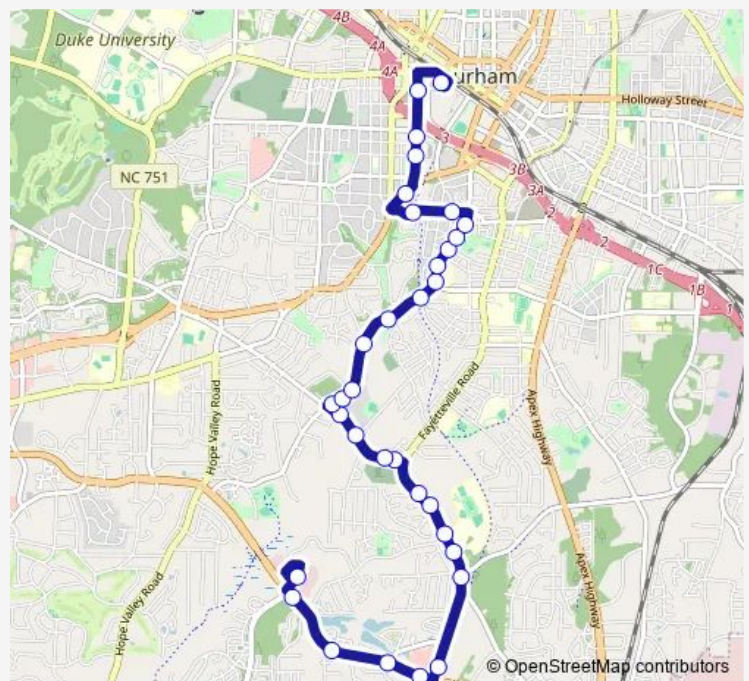 4B
Duke University
4A
4A
urham
Holloway Street
3
NC 751
3B
3A
2
2
1C
1B
1
Hope Valley Road
Fayetteville Road
Apex Highway
Hope Valley Road
Apex Highway
© OpenStreetMap contributors